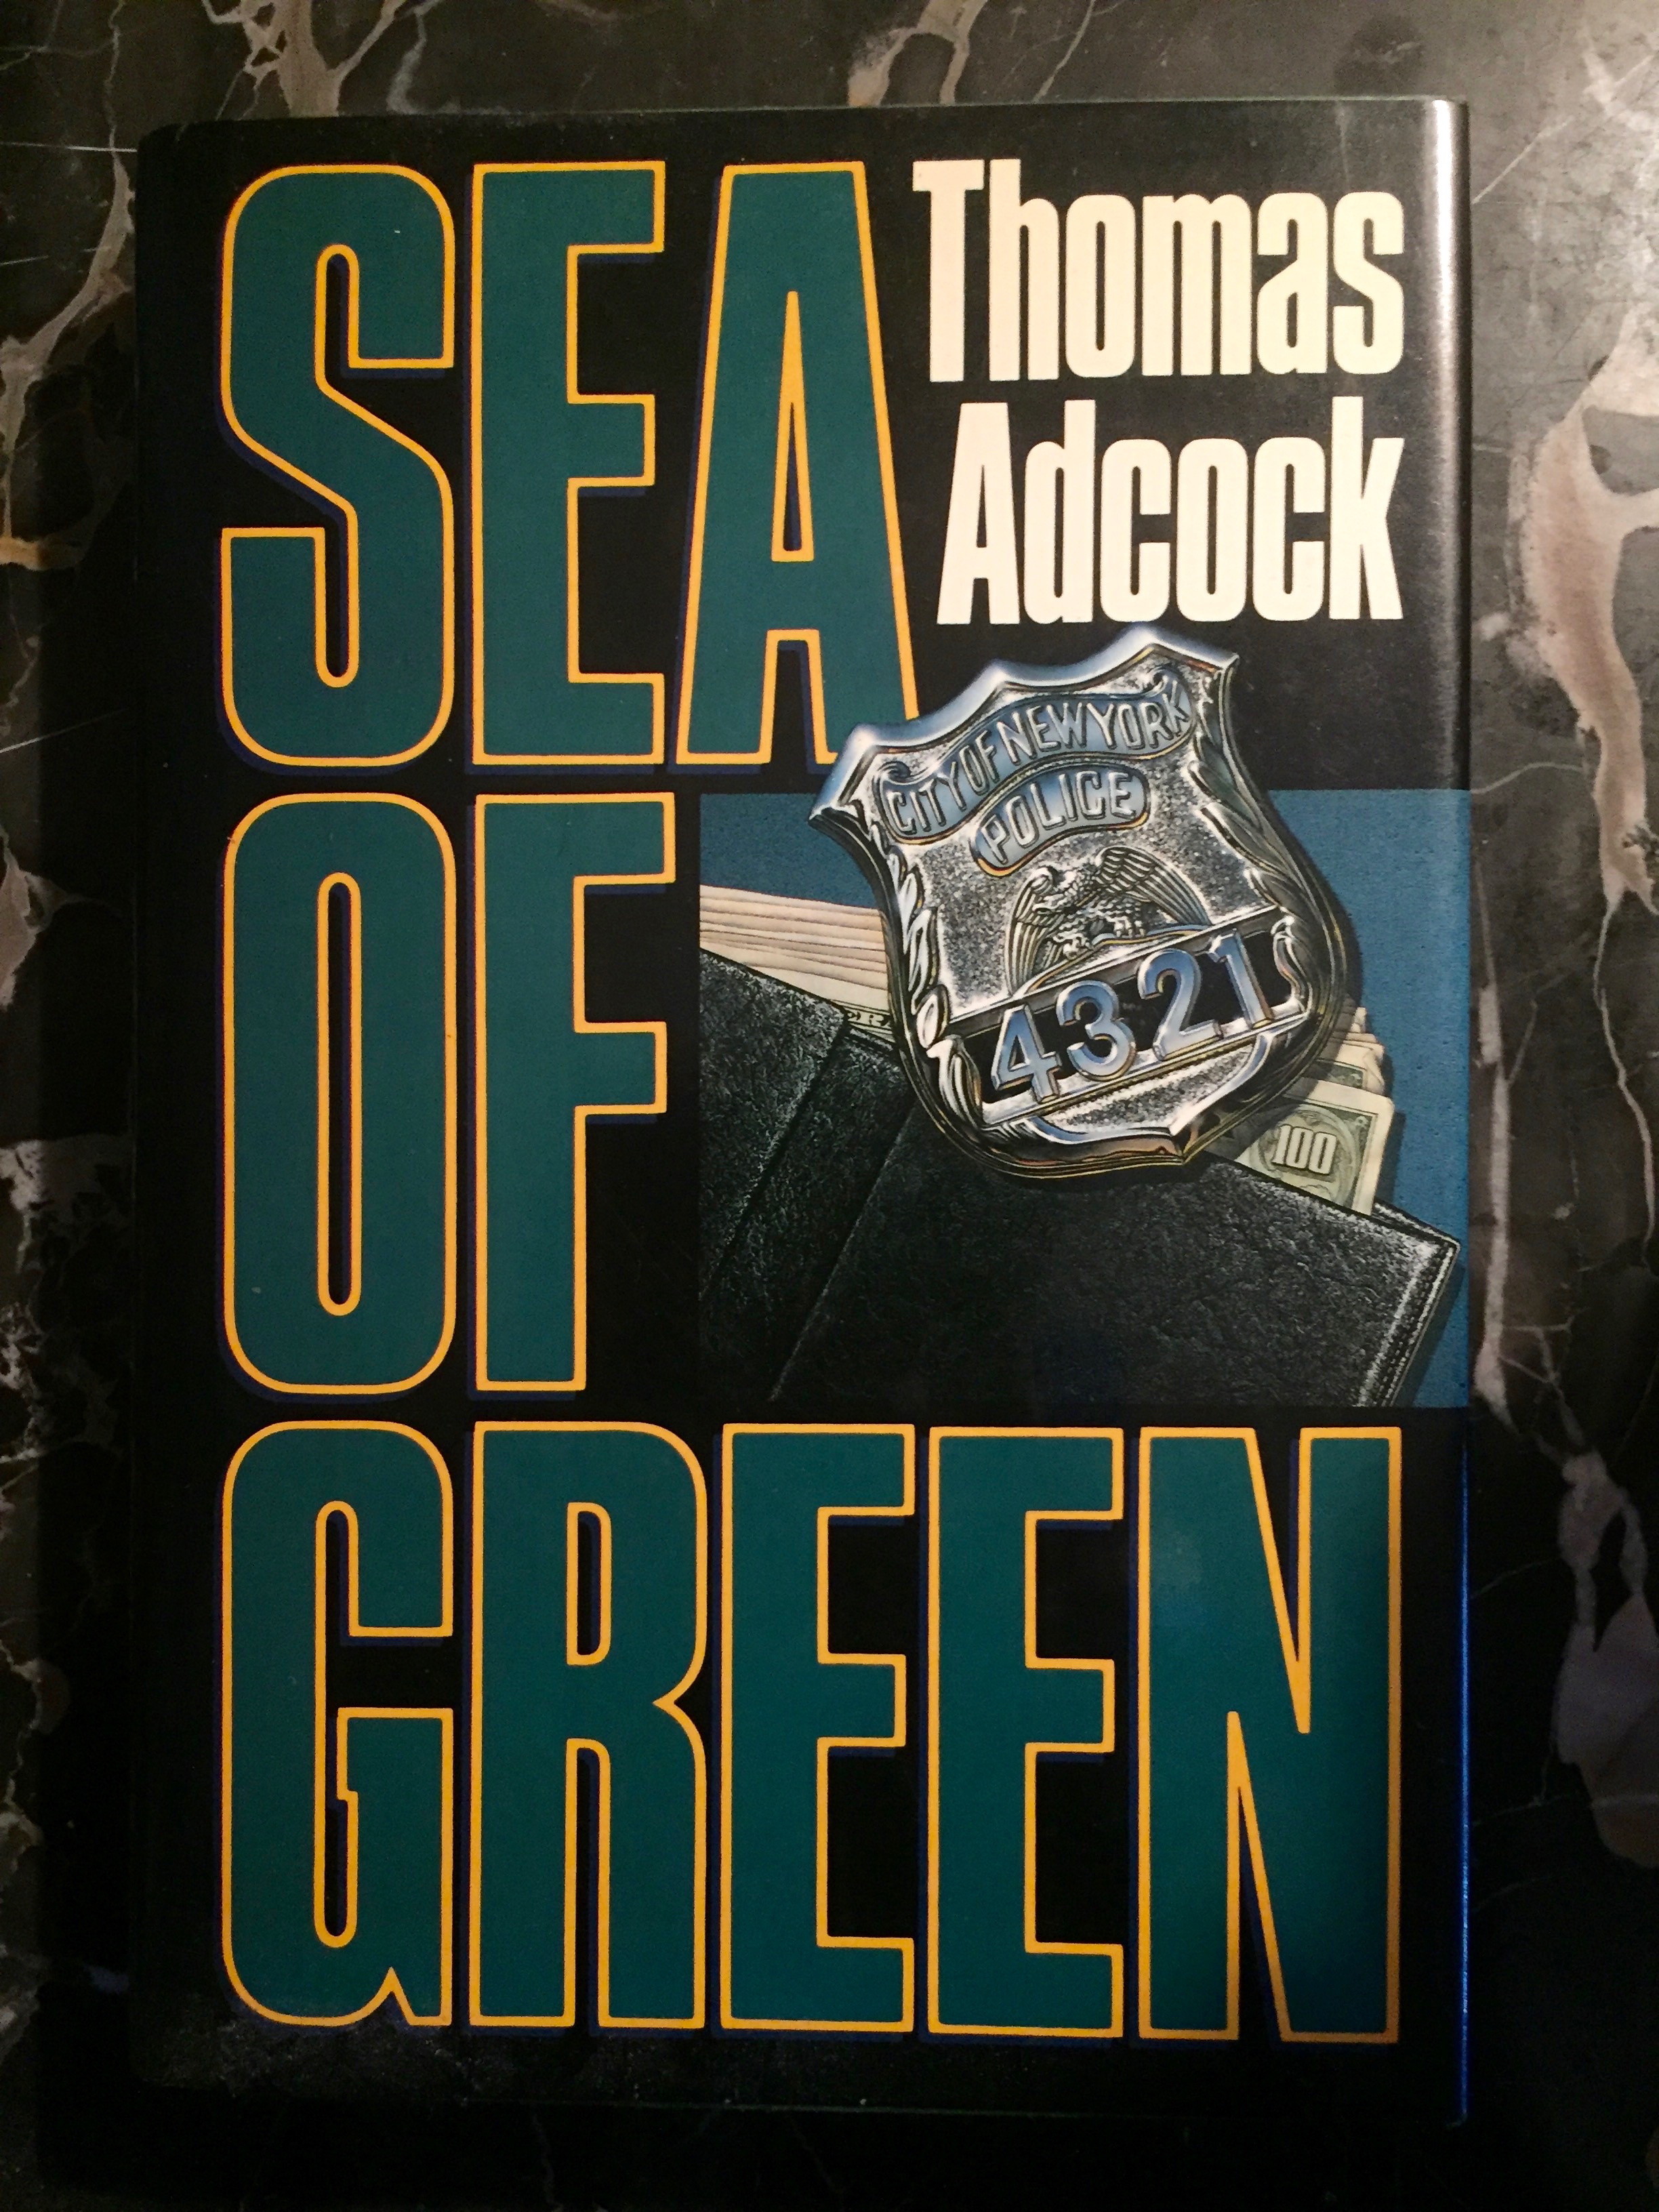 SEA
Thomas
Adcock
CITY OF NEW YORK
POLICE
4321
100
OF
GREEN